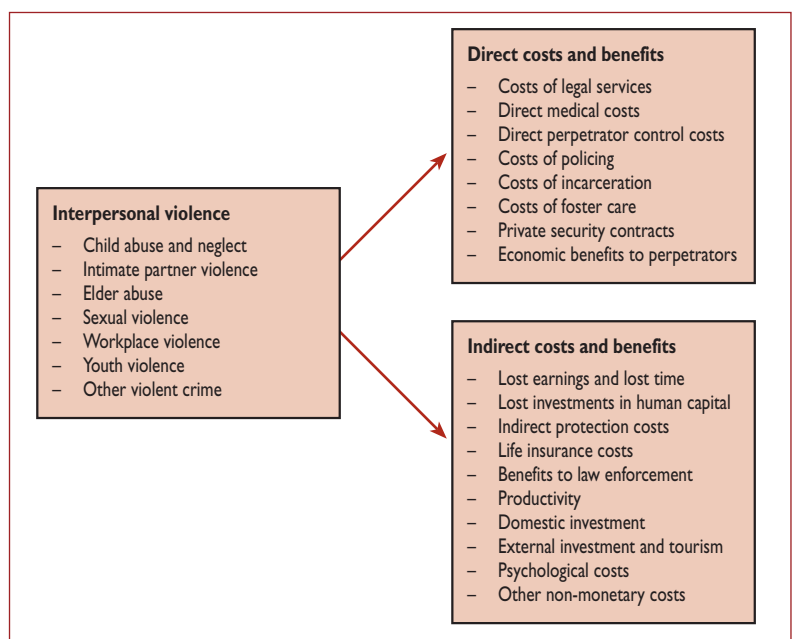 Interpersonal violence
– Child abuse and neglect
– Intimate partner violence
– Elder abuse
– Sexual violence
– Workplace violence
– Youth violence
– Other violent crime
Direct costs and benefits
– Costs of legal services
– Direct medical costs
– Direct perpetrator control costs
– Costs of policing
– Costs of incarceration
– Costs of foster care
– Private security contracts
– Economic benefits to perpetrators
Indirect costs and benefits
– Lost earnings and lost time
– Lost investments in human capital
– Indirect protection costs
– Life insurance costs
– Benefits to law enforcement
– Productivity
– Domestic investment
– External investment and tourism
– Psychological costs
– Other non-monetary costs